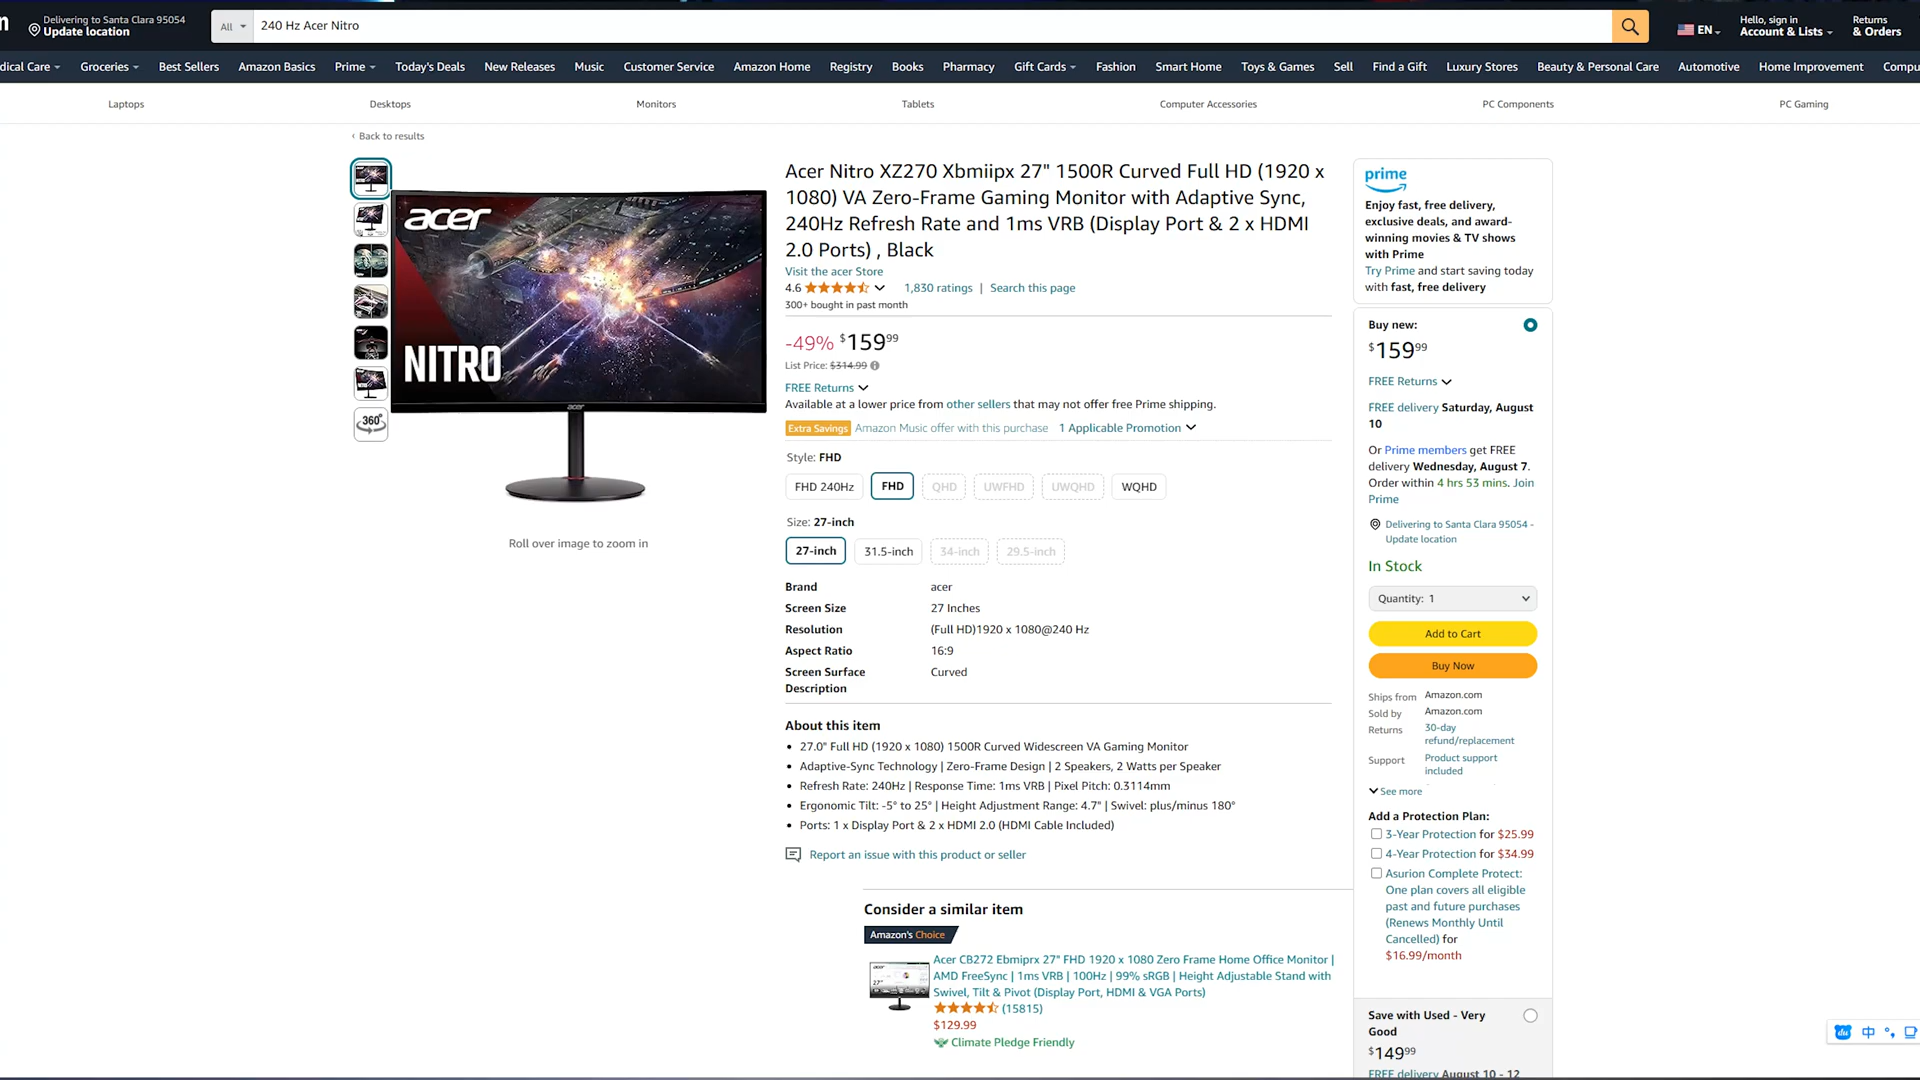 Delivering to Santa Clara 95054
Update location
All
240 Hz Acer Nitro
EN
Hello, sign in
Account & Lists
Returns
& Orders
dical Care
Groceries
Best Sellers
Amazon Basics
Prime
Today's Deals
New Releases
Music
Customer Service
Amazon Home
Registry
Books
Pharmacy
Gift Cards
Fashion
Smart Home
Toys & Games
Sell
Find a Gift
Luxury Stores
Beauty & Personal Care
Automotive
Home Improvement
Compu
Laptops
Desktops
Monitors
Tablets
Computer Accessories
PC Components
PC Gaming
‹ Back to results
acer
NITRO
acer
360°
Roll over image to zoom in
Acer Nitro XZ270 Xbmiipx 27" 1500R Curved Full HD (1920 x
1080) VA Zero-Frame Gaming Monitor with Adaptive Sync,
240Hz Refresh Rate and 1ms VRB (Display Port & 2 x HDMI
2.0 Ports) , Black
Visit the acer Store
4.6 1,830 ratings | Search this page
300+ bought in past month
-49% $159 99
List Price: $314.99
FREE Returns
Available at a lower price from other sellers that may not offer free Prime shipping.
Extra Savings Amazon Music offer with this purchase 1 Applicable Promotion
Style: FHD
FHD 240Hz
FHD
QHD
UWFHD
UWQHD
WQHD
Size: 27-inch
27-inch
31.5-inch
34-inch
29.5-inch
Brand acer
Screen Size 27 Inches
Resolution (Full HD)1920 x 1080@240 Hz
Aspect Ratio 16:9
Screen Surface Curved
Description
About this item
• 27.0" Full HD (1920 x 1080) 1500R Curved Widescreen VA Gaming Monitor
• Adaptive-Sync Technology | Zero-Frame Design | 2 Speakers, 2 Watts per Speaker
• Refresh Rate: 240Hz | Response Time: 1ms VRB | Pixel Pitch: 0.3114mm
• Ergonomic Tilt: -5° to 25° | Height Adjustment Range: 4.7" | Swivel: plus/minus 180°
• Ports: 1 x Display Port & 2 x HDMI 2.0 (HDMI Cable Included)
Report an issue with this product or seller
Consider a similar item
Amazon's Choice
Acer CB272 Ebmiprx 27" FHD 1920 x 1080 Zero Frame Home Office Monitor |
AMD FreeSync | 1ms VRB | 100Hz | 99% sRGB | Height Adjustable Stand with
Swivel, Tilt & Pivot (Display Port, HDMI & VGA Ports)
(15815)
$129.99
Climate Pledge Friendly
prime
Enjoy fast, free delivery,
exclusive deals, and award-
winning movies & TV shows
with Prime
Try Prime and start saving today
with fast, free delivery
Buy new:
$159 99
FREE Returns
FREE delivery Saturday, August
10
Or Prime members get FREE
delivery Wednesday, August 7.
Order within 4 hrs 53 mins. Join
Prime
Delivering to Santa Clara 95054 -
Update location
In Stock
Quantity: 1
Add to Cart
Buy Now
Ships from Amazon.com
Sold by Amazon.com
Returns 30-day
refund/replacement
Support Product support
included
See more
Add a Protection Plan:
3-Year Protection for $25.99
4-Year Protection for $34.99
Asurion Complete Protect:
One plan covers all eligible
past and future purchases
(Renews Monthly Until
Cancelled) for
$16.99/month
Save with Used - Very
Good
$149 99
FREE delivery August 10 - 12
du 中